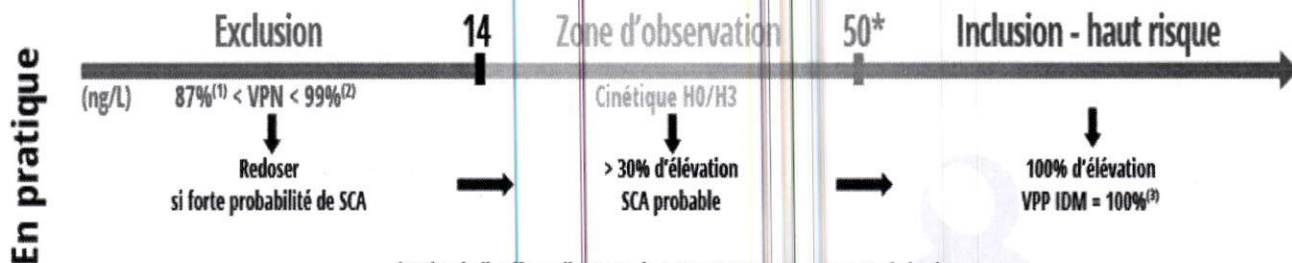 En pratique
Exclusion 14 Zone d'observation 50* Inclusion - haut risque
(ng/L) 87%(1) < VPN < 99%(2) Cinétique H0/H3
Redoser > 30% d'élévation 100% d'élévation
si forte probabilité de SCA SCA probable VPP IDM = 100%(3)